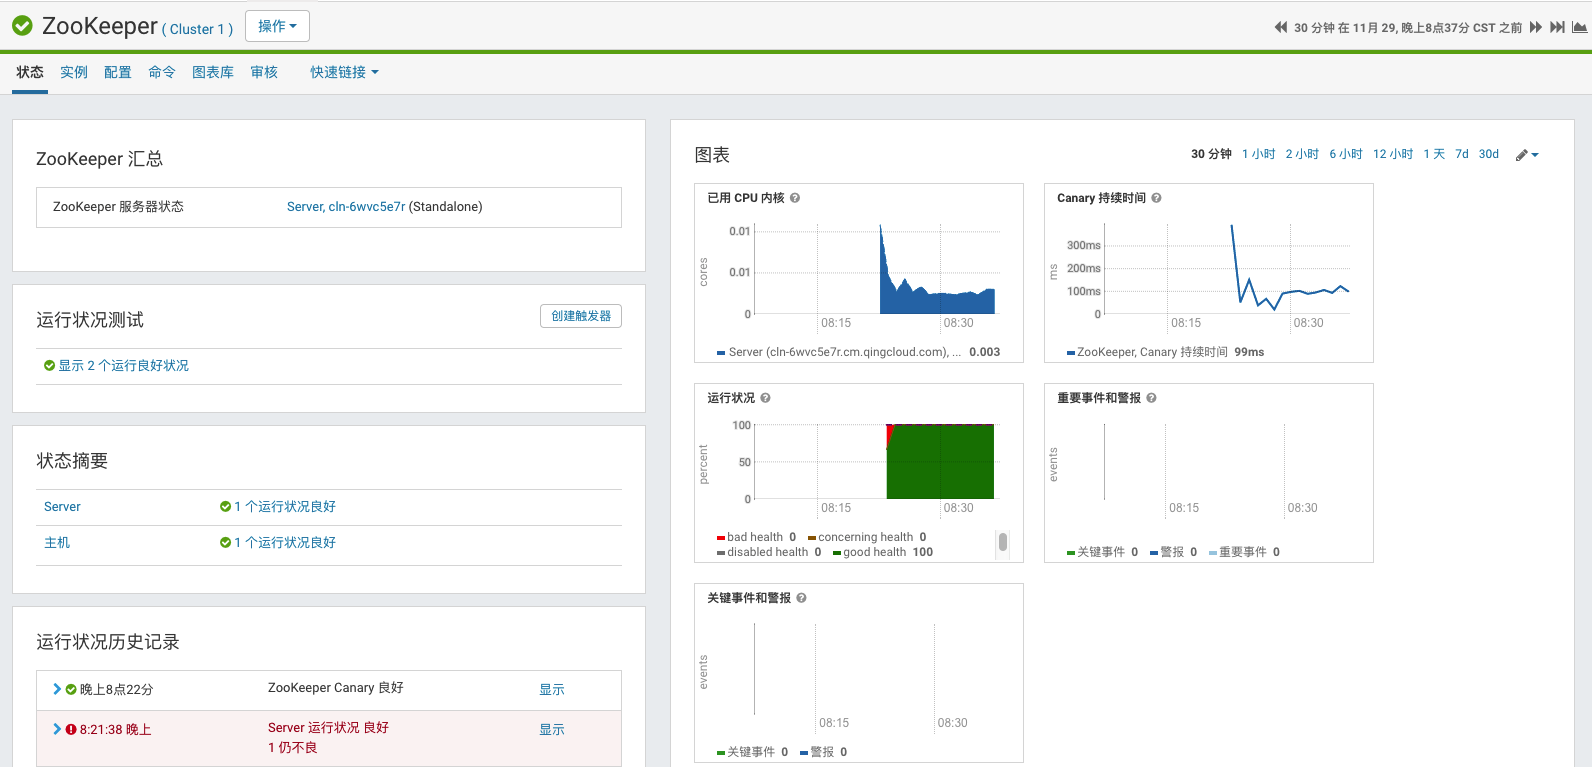 ZooKeeper ( Cluster 1 ) 操作
30 分钟 在 11月 29, 晚上8点37分 CST 之前
状态 实例 配置 命令 图表库 审核 快速链接
ZooKeeper 汇总
ZooKeeper 服务器状态 Server, cln-6wvc5e7r (Standalone)
运行状况测试 创建触发器
显示 2 个运行良好状况
状态摘要
Server 1 个运行状况良好
主机 1 个运行状况良好
运行状况历史记录
晚上8点22分 ZooKeeper Canary 良好 显示
8:21:38 晚上 Server 运行状况 良好 显示
1 仍不良
图表
30 分钟 1 小时 2 小时 6 小时 12 小时 1 天 7d 30d
已用 CPU 内核
cores
0.01
0.01
0
08:15 08:30
Server (cln-6wvc5e7r.cm.qingcloud.com), ... 0.003
Canary 持续时间
ms
300ms
200ms
100ms
0
08:15 08:30
ZooKeeper, Canary 持续时间 99ms
运行状况
percent
100
50
0
08:15 08:30
bad health 0 concerning health 0
disabled health 0 good health 100
重要事件和警报
events
08:15 08:30
关键事件 0 警报 0 重要事件 0
关键事件和警报
events
08:15 08:30
关键事件 0 警报 0